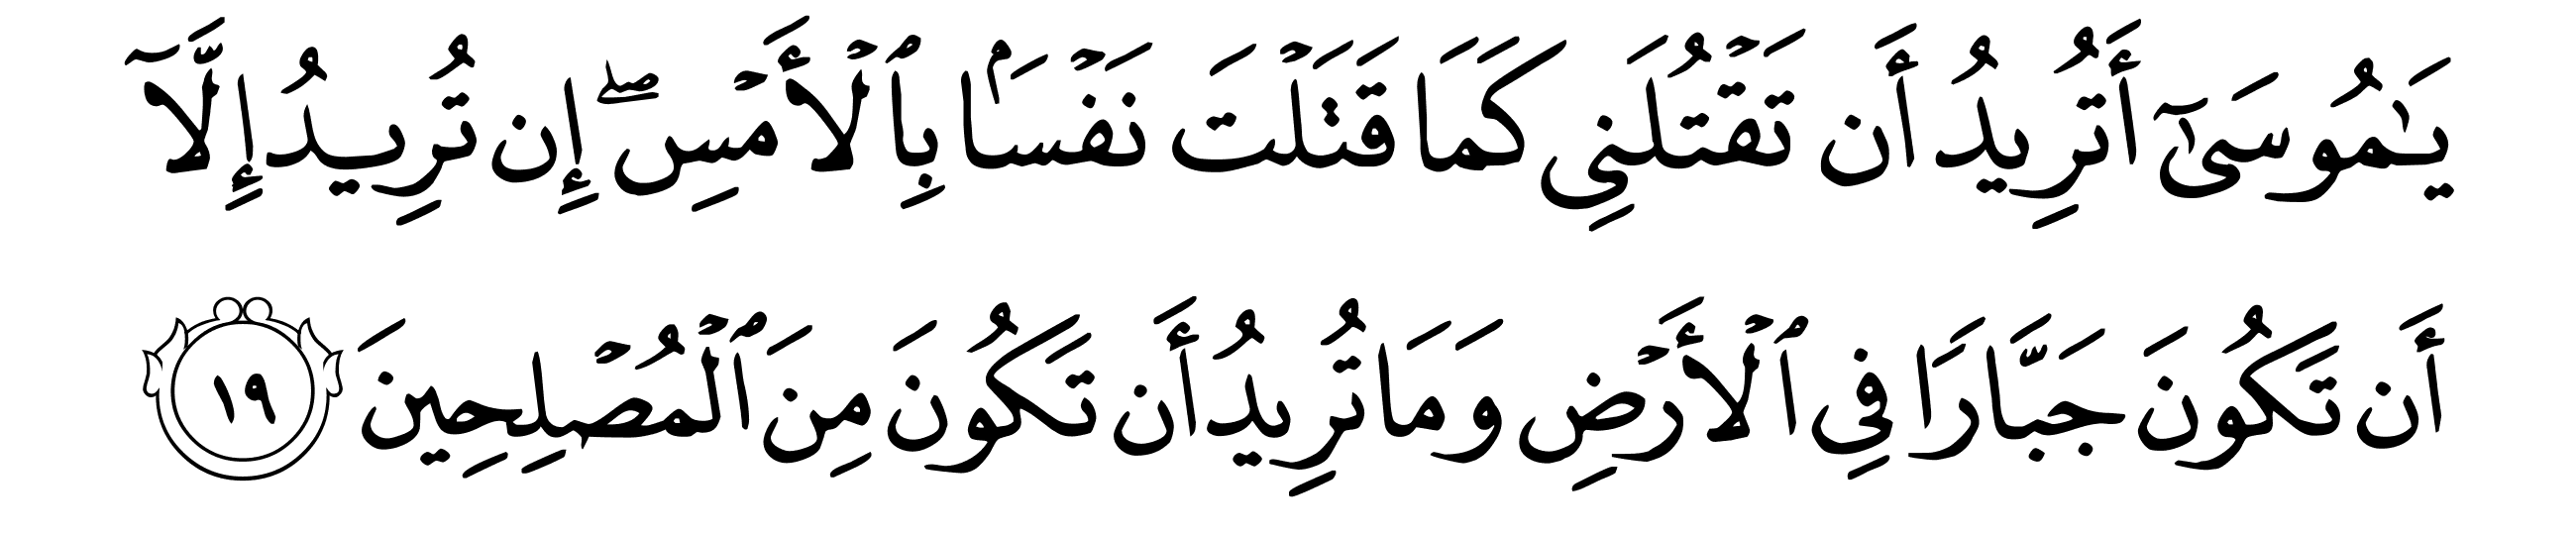 يَٰمُوسَىٰٓ أَتُرِيدُ أَن تَقۡتُلَنِي كَمَا قَتَلۡتَ نَفۡسَۢا بِٱلۡأَمۡسِۖ إِن تُرِيدُ إِلَّآ
أَن تَكُونَ جَبَّارٗا فِي ٱلۡأَرۡضِ وَمَا تُرِيدُ أَن تَكُونَ مِنَ ٱلۡمُصۡلِحِينَ ١٩